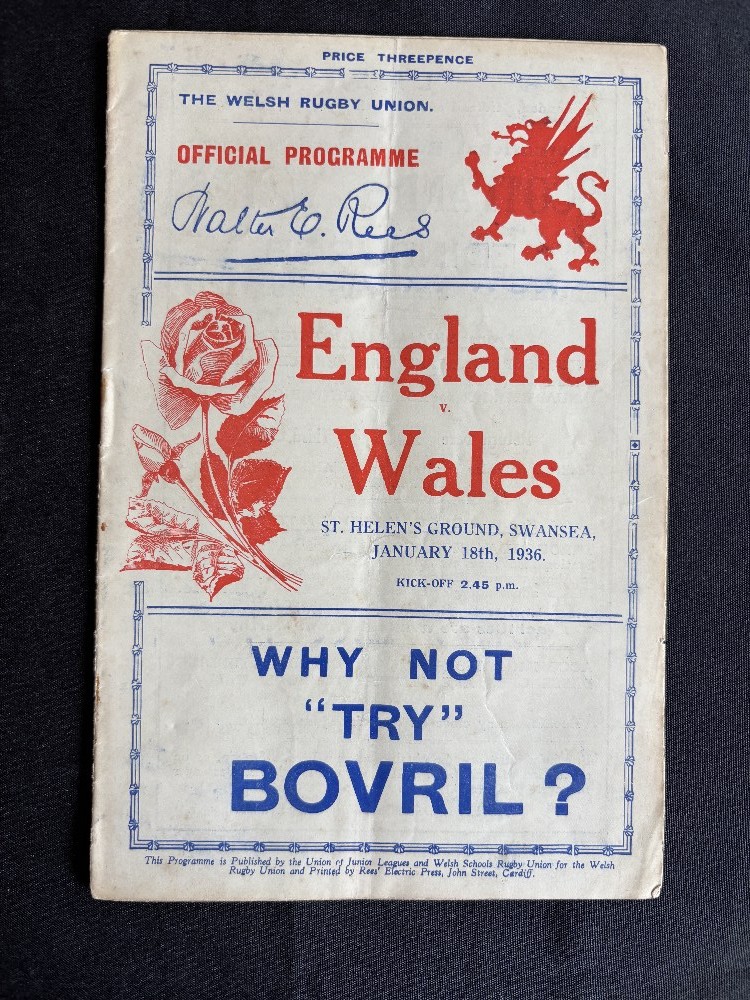 PRICE THREEPENCE
THE WELSH RUGBY UNION.
OFFICIAL PROGRAMME
Walter E. Rees
England
v.
Wales
ST. HELEN'S GROUND, SWANSEA,
JANUARY 18th, 1936.
KICK-OFF 2.45 p.m.
WHY NOT
"TRY"
BOVRIL?
This Programme is Published by the Union of Junior Leagues and Welsh Schools Rugby Union for the Welsh
Rugby Union and Printed by Rees' Electric Press, John Street, Cardiff.